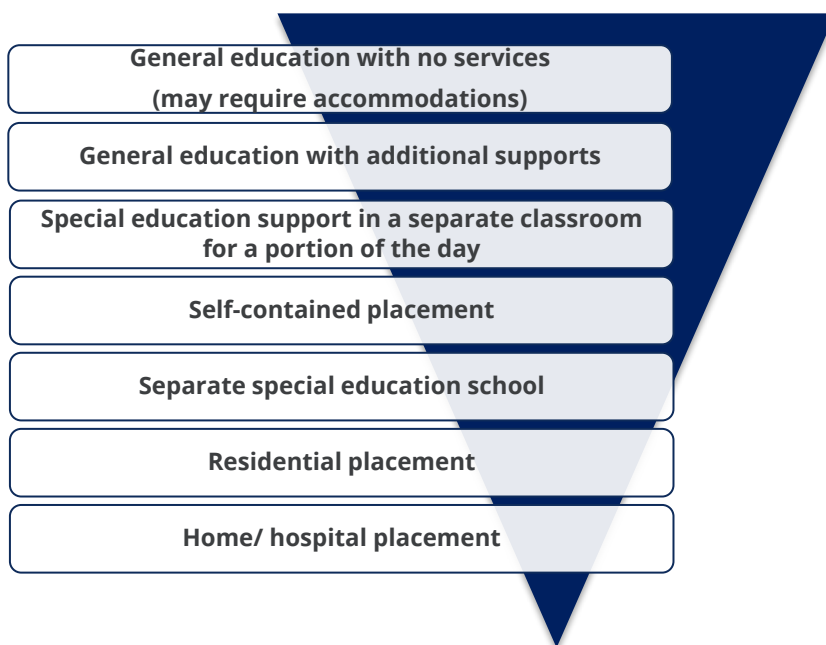 General education with no services
(may require accommodations)
General education with additional supports
Special education support in a separate classroom
for a portion of the day
Self-contained placement
Separate special education school
Residential placement
Home/ hospital placement